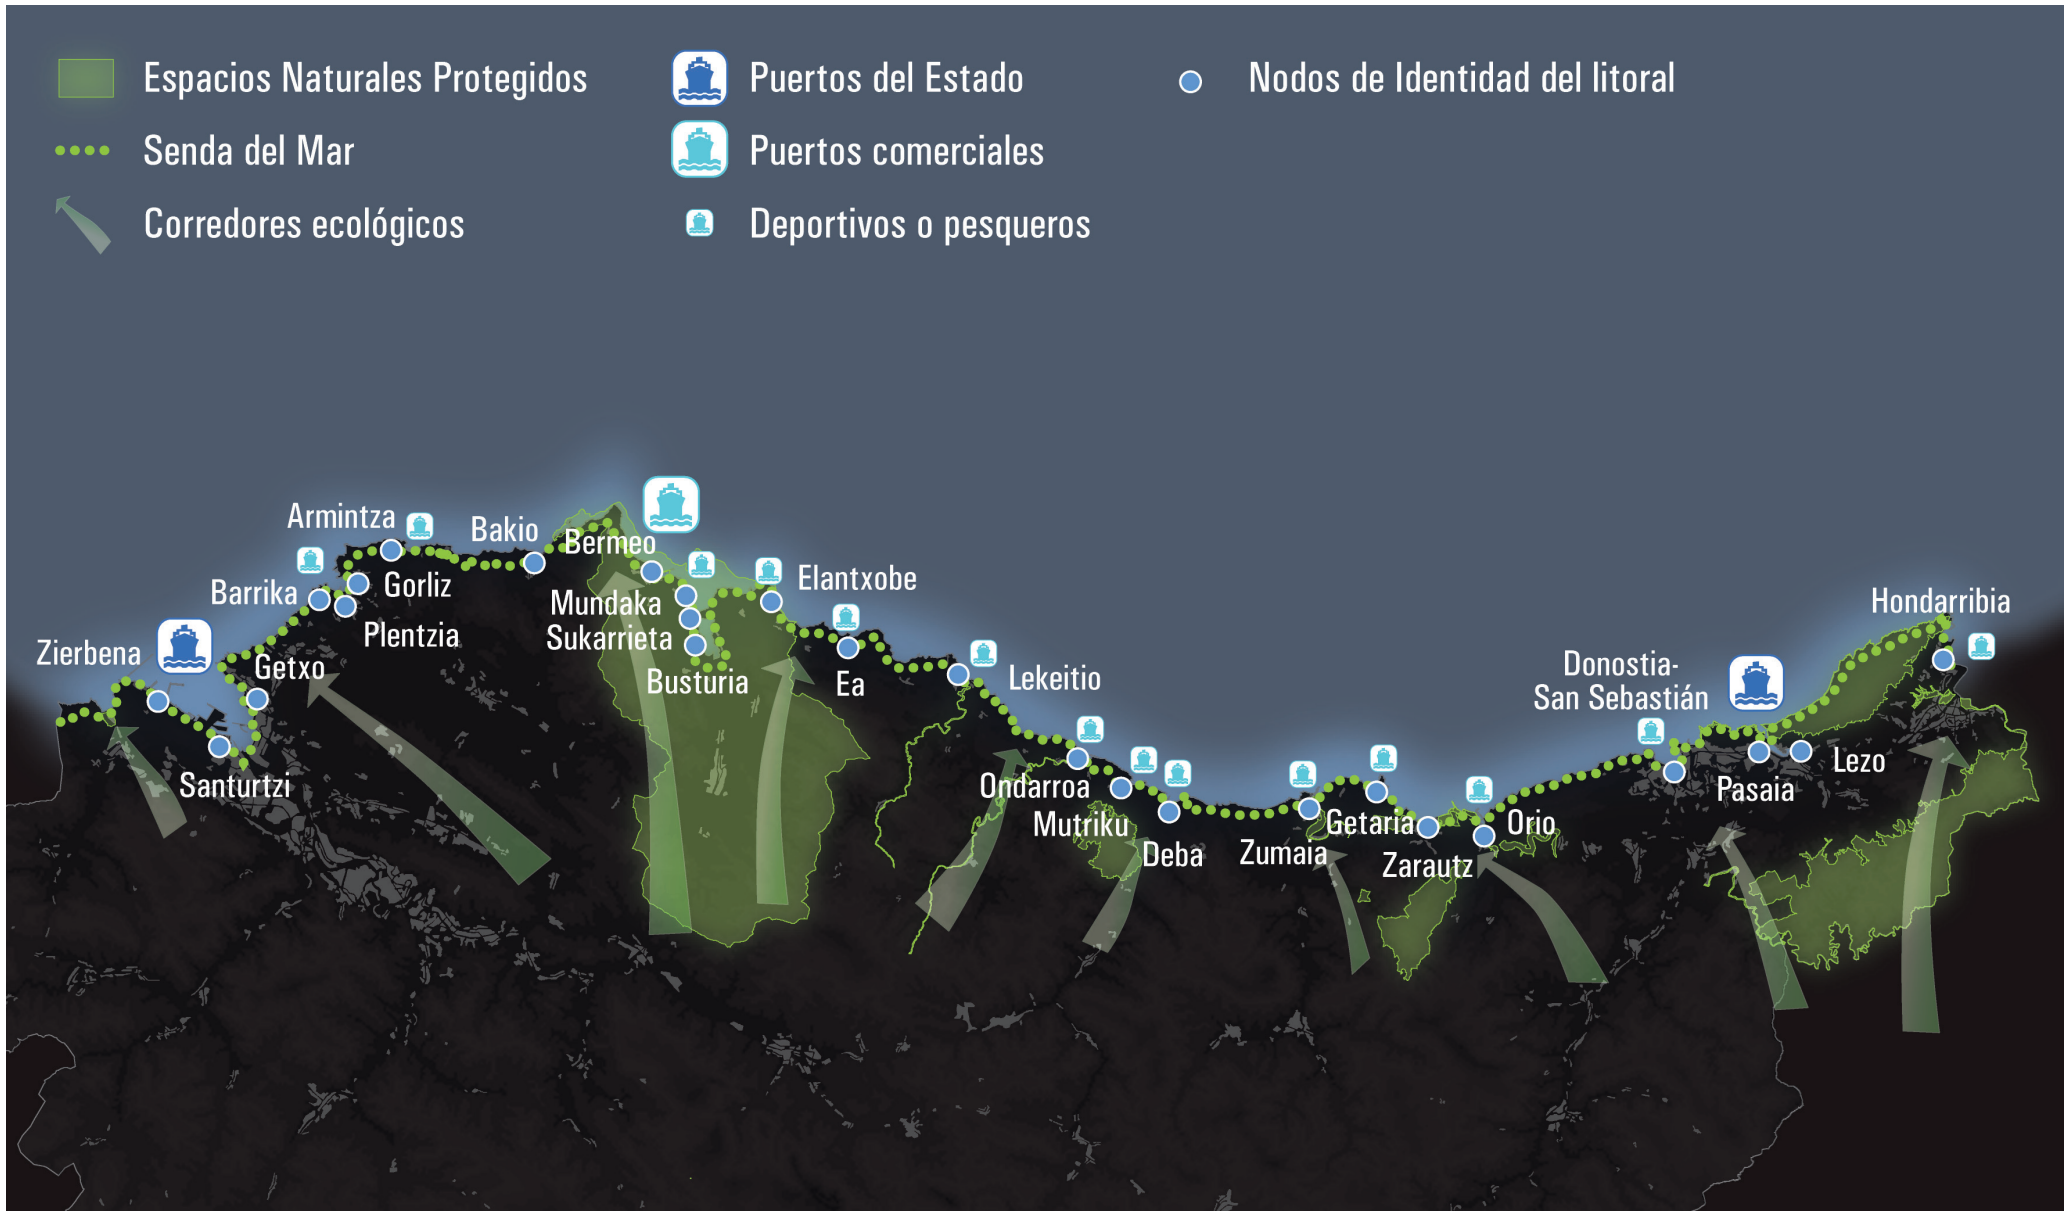 Espacios Naturales Protegidos
Senda del Mar
Corredores ecológicos
Puertos del Estado
Puertos comerciales
Deportivos o pesqueros
Nodos de Identidad del litoral
Zierbena
Santurtzi
Getxo
Barrika
Plentzia
Gorliz
Armintza
Bakio
Bermeo
Mundaka
Sukarrieta
Busturia
Elantxobe
Ea
Lekeitio
Ondarroa
Mutriku
Deba
Zumaia
Getaria
Zarautz
Orio
Donostia-
San Sebastián
Pasaia
Lezo
Hondarribia